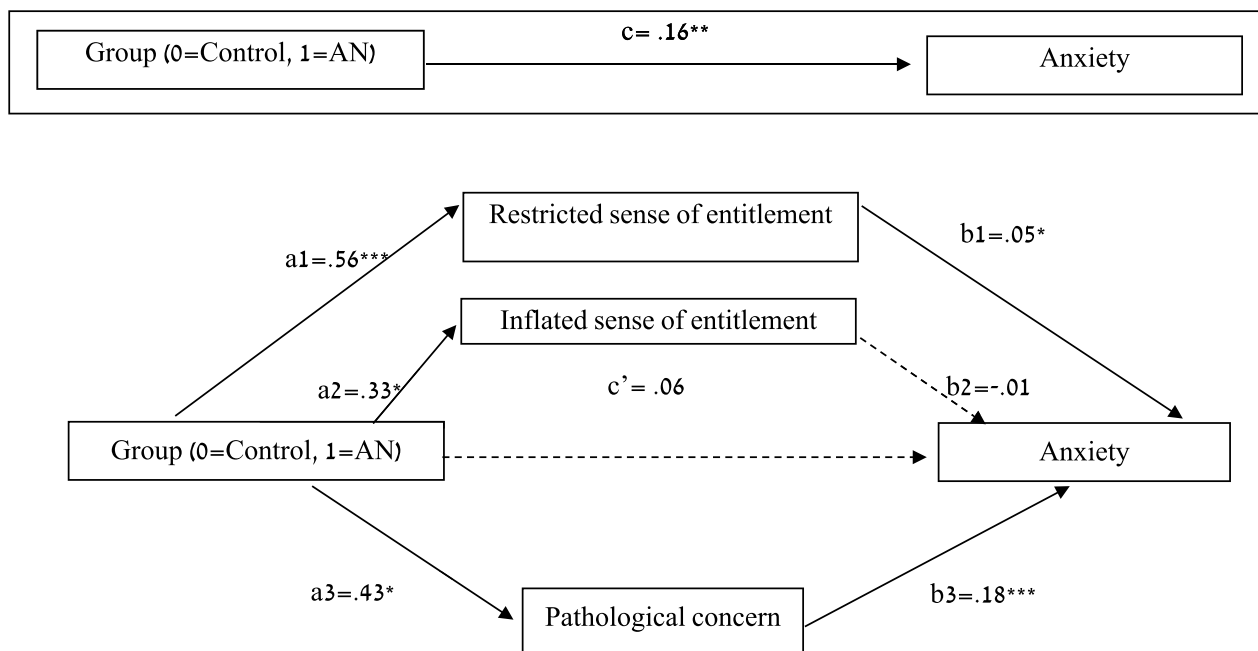 c= .16**
Group (0=Control, 1=AN)
Anxiety
Restricted sense of entitlement
b1=.05*
a1=.56***
Inflated sense of entitlement
a2=.33*
c’= .06
b2=-.01
Group (0=Control, 1=AN)
Anxiety
a3=.43*
b3=.18***
Pathological concern